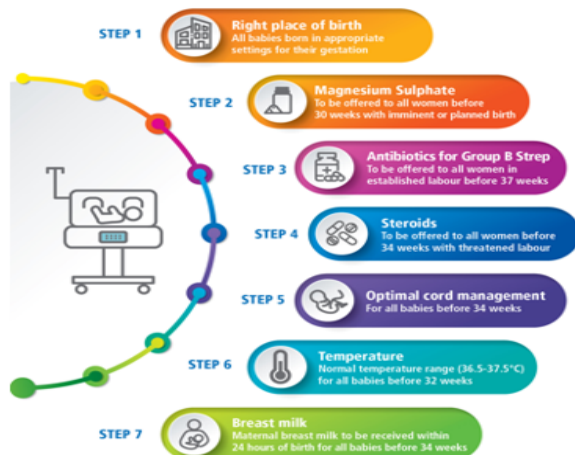 STEP 1
Right place of birth
All babies born in appropriate
settings for their gestation
STEP 2
Magnesium Sulphate
To be offered to all women before
30 weeks with imminent or planned birth
STEP 3
Antibiotics for Group B Strep
To be offered to all women in
established labour before 37 weeks
STEP 4
Steroids
To be offered to all women before
34 weeks with threatened labour
STEP 5
Optimal cord management
For all babies before 34 weeks
STEP 6
Temperature
Normal temperature range (36.5-37.5°C)
for all babies before 32 weeks
STEP 7
Breast milk
Maternal breast milk to be received within
24 hours of birth for all babies before 34 weeks